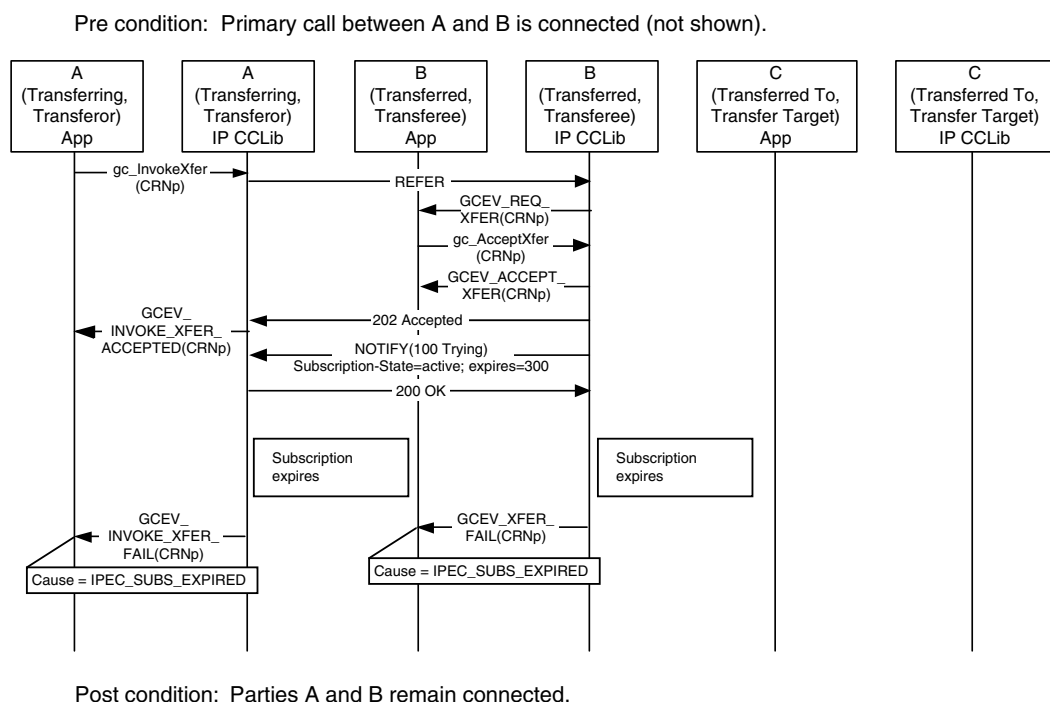 Pre condition: Primary call between A and B is connected (not shown).
A
(Transferring,
Transferor)
App
A
(Transferring,
Transferor)
IP CCLib
B
(Transferred,
Transferee)
App
B
(Transferred,
Transferee)
IP CCLib
C
(Transferred To,
Transfer Target)
App
C
(Transferred To,
Transfer Target)
IP CCLib
gc_InvokeXfer
(CRNp)
REFER
GCEV_REQ_
XFER(CRNp)
gc_AcceptXfer
(CRNp)
GCEV_ACCEPT_
XFER(CRNp)
202 Accepted
GCEV_
INVOKE_XFER_
ACCEPTED(CRNp)
NOTIFY(100 Trying)
Subscription-State=active; expires=300
200 OK
Subscription
expires
Subscription
expires
GCEV_
INVOKE_XFER_
FAIL(CRNp)
GCEV_XFER_
FAIL(CRNp)
Cause = IPEC_SUBS_EXPIRED
Cause = IPEC_SUBS_EXPIRED
Post condition: Parties A and B remain connected.